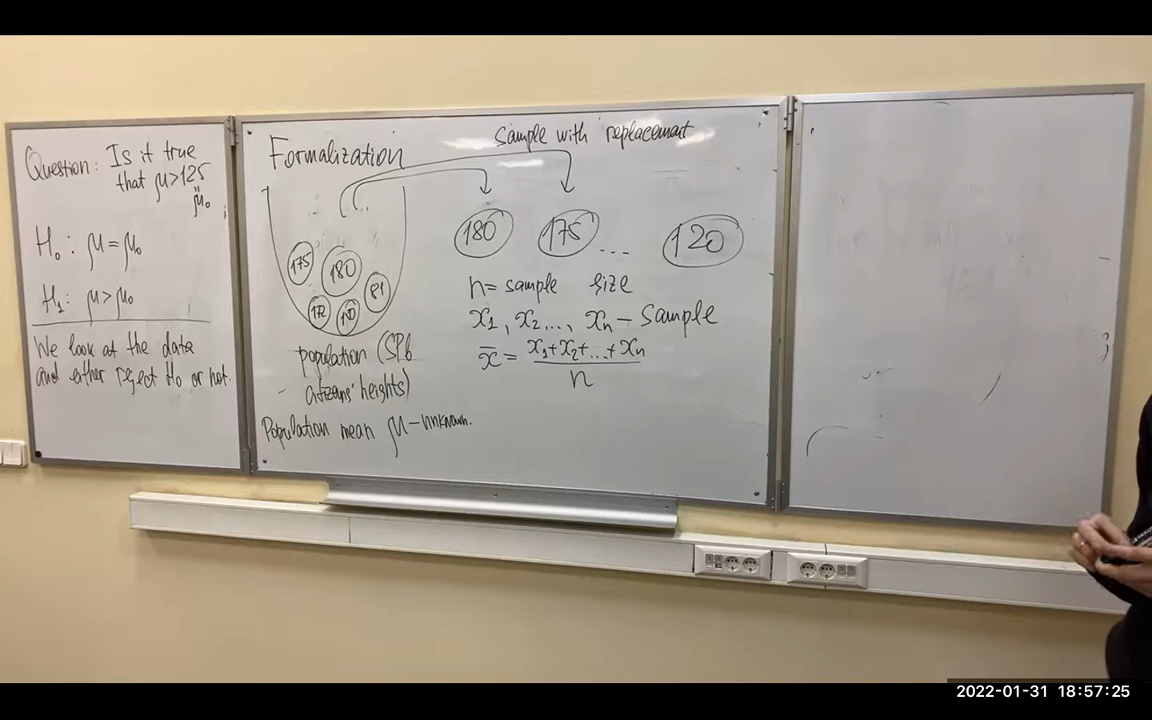 Question: Is it true
that μ>125
"
μ₀
H₀: μ = μ₀
H₁: μ > μ₀
We look at the data
and either reject H₀ or not.
Formalization
sample with replacement
175
180
81
172
180 175 ... 120
n = sample size
x₁, x₂..., xₙ – sample
x̄ = x₁+x₂+...+xₙ
n
population (SPb
citizens' heights)
Population mean μ – unknown.
2022-01-31 18:57:25